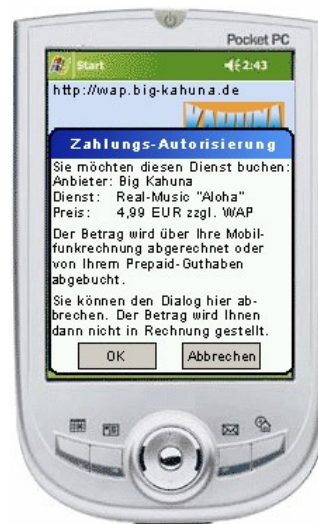 Pocket PC
Start 2:43
http://wap.big-kahuna.de
KAHUNA
Zahlungs-Autorisierung
Sie möchten diesen Dienst buchen:
Anbieter: Big Kahuna
Dienst: Real-Music "Aloha"
Preis: 4,99 EUR zzgl. WAP
Der Betrag wird über Ihre Mobil-
funkrechnung abgerechnet oder
von Ihrem Prepaid-Guthaben
abgebucht.
Sie können den Dialog hier ab-
brechen. Der Betrag wird Ihnen
dann nicht in Rechnung gestellt.
OK Abbrechen